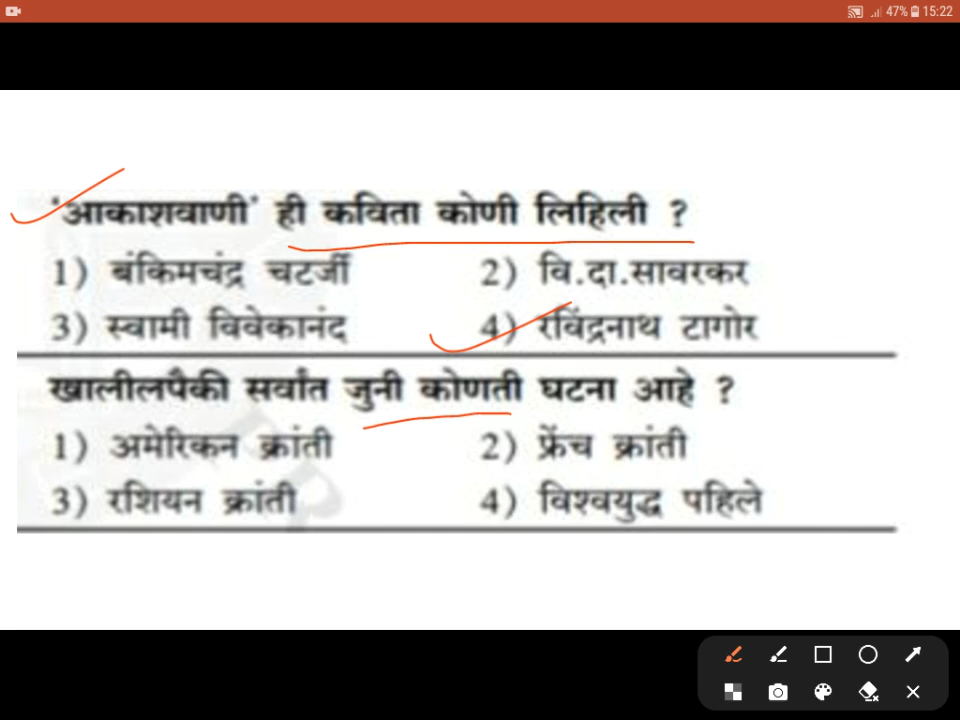 47% 15:22
'आकाशवाणी' ही कविता कोणी लिहिली ?
1) बंकिमचंद्र चटर्जी 2) वि.दा.सावरकर
3) स्वामी विवेकानंद 4) रविंद्रनाथ टागोर
खालीलपैकी सर्वांत जुनी कोणती घटना आहे ?
1) अमेरिकन क्रांती 2) फ्रेंच क्रांती
3) रशियन क्रांती 4) विश्वयुद्ध पहिले